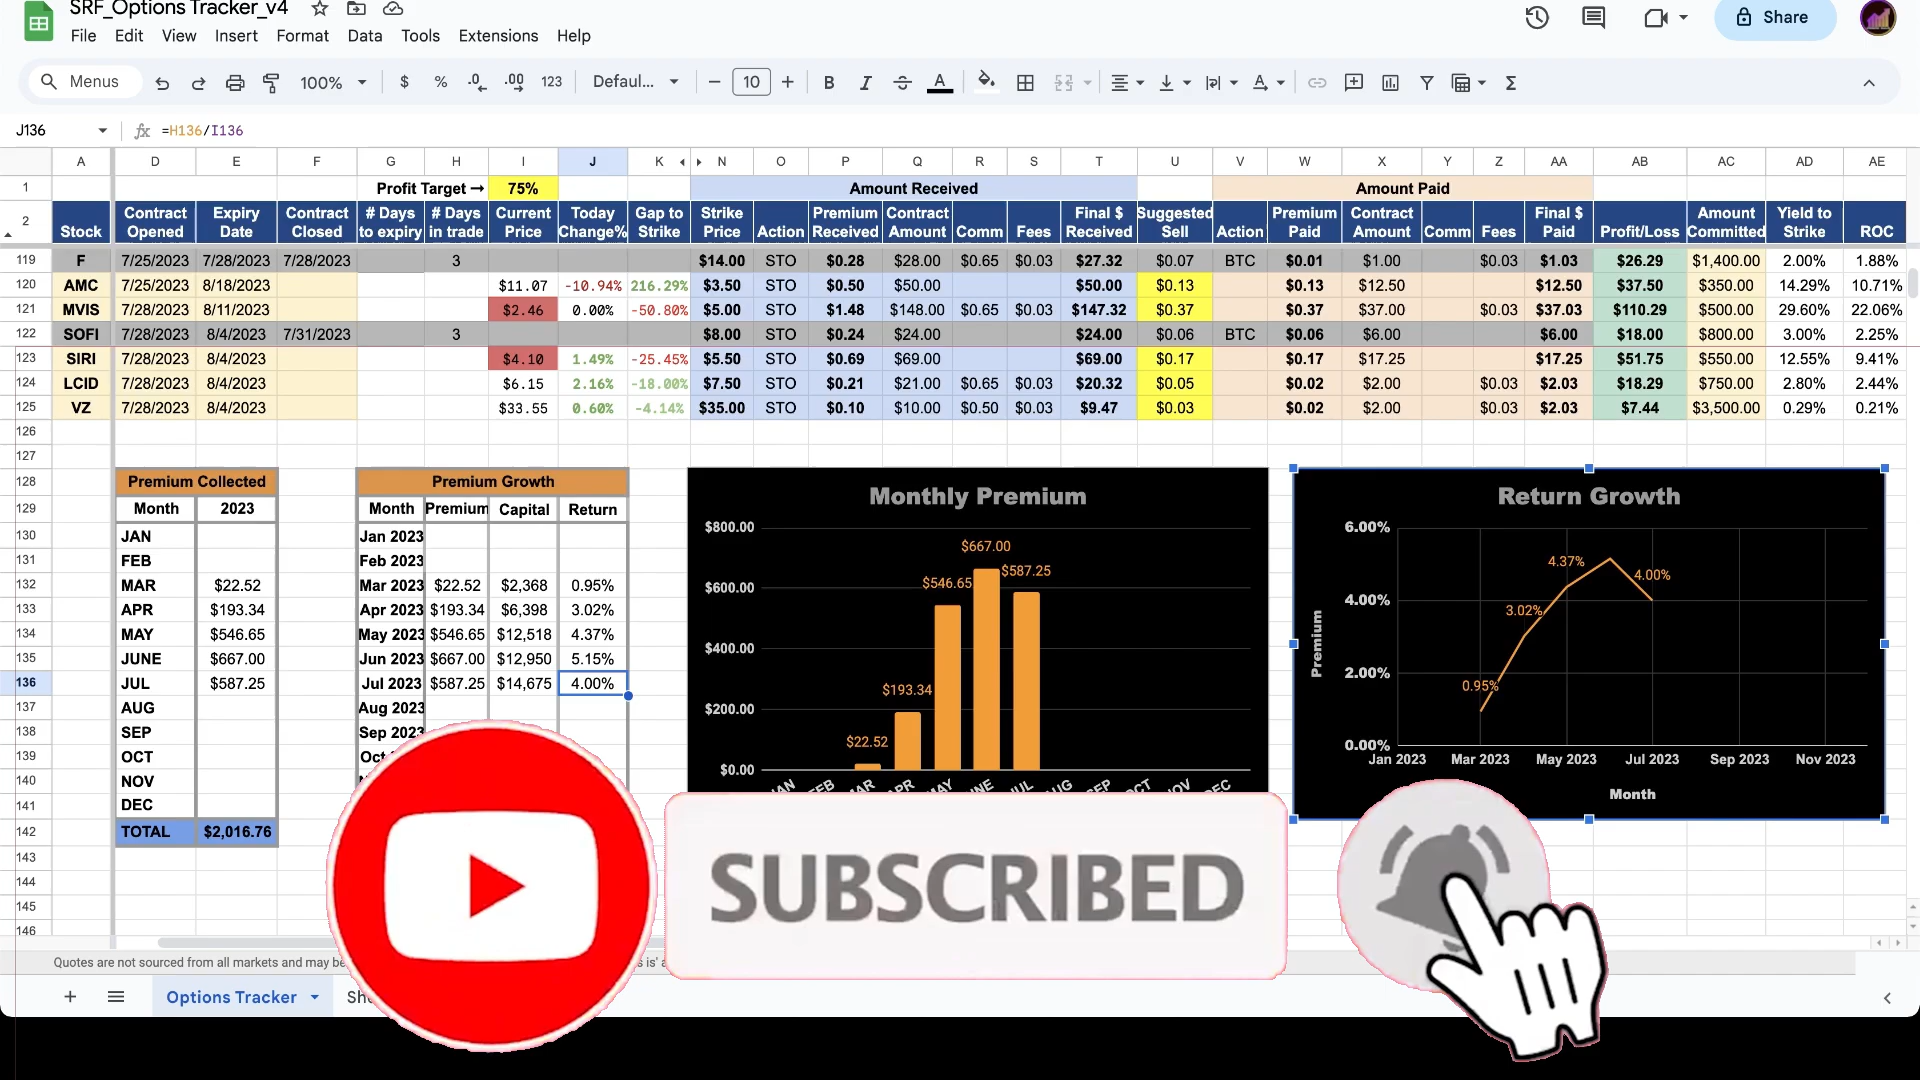 SRF_Options Tracker_v4
Share
File Edit View Insert Format Data Tools Extensions Help
Menus 100% $ % .0 .00 123 Defaul... 10 B I A Σ
J136 fx =H136/I136
A D E F G H I J K N O P Q R S T U V W X Y Z AA AB AC AD AE
1 Profit Target → 75% Amount Received Amount Paid
2 Stock Contract Opened Expiry Date Contract Closed # Days to expiry # Days in trade Current Price Today Change% Gap to Strike Strike Price Action Premium Received Contract Amount Comm Fees Final $ Received Suggested Sell Action Premium Paid Contract Amount Comm Fees Final $ Paid Profit/Loss Amount Committed Yield to Strike ROC
119 F 7/25/2023 7/28/2023 7/28/2023 3 $14.00 STO $0.28 $28.00 $0.65 $0.03 $27.32 $0.07 BTC $0.01 $1.00 $0.03 $1.03 $26.29 $1,400.00 2.00% 1.88%
120 AMC 7/25/2023 8/18/2023 $11.07 -10.94% 216.29% $3.50 STO $0.50 $50.00 $50.00 $0.13 $0.13 $12.50 $12.50 $37.50 $350.00 14.29% 10.71%
121 MVIS 7/28/2023 8/11/2023 $2.46 0.00% -50.80% $5.00 STO $1.48 $148.00 $0.65 $0.03 $147.32 $0.37 $0.37 $37.00 $0.03 $37.03 $110.29 $500.00 29.60% 22.06%
122 SOFI 7/28/2023 8/4/2023 7/31/2023 3 $8.00 STO $0.24 $24.00 $24.00 $0.06 BTC $0.06 $6.00 $6.00 $18.00 $800.00 3.00% 2.25%
123 SIRI 7/28/2023 8/4/2023 $4.10 1.49% -25.45% $5.50 STO $0.69 $69.00 $69.00 $0.17 $0.17 $17.25 $17.25 $51.75 $550.00 12.55% 9.41%
124 LCID 7/28/2023 8/4/2023 $6.15 2.16% -18.00% $7.50 STO $0.21 $21.00 $0.65 $0.03 $20.32 $0.05 $0.02 $2.00 $0.03 $2.03 $18.29 $750.00 2.80% 2.44%
125 VZ 7/28/2023 8/4/2023 $33.55 0.60% -4.14% $35.00 STO $0.10 $10.00 $0.50 $0.03 $9.47 $0.03 $0.02 $2.00 $0.03 $2.03 $7.44 $3,500.00 0.29% 0.21%
126
127
128 Premium Collected Premium Growth
129 Month 2023 Month Premium Capital Return
130 JAN Jan 2023
131 FEB Feb 2023
132 MAR $22.52 Mar 2023 $22.52 $2,368 0.95%
133 APR $193.34 Apr 2023 $193.34 $6,398 3.02%
134 MAY $546.65 May 2023 $546.65 $12,518 4.37%
135 JUNE $667.00 Jun 2023 $667.00 $12,950 5.15%
136 JUL $587.25 Jul 2023 $587.25 $14,675 4.00%
137 AUG Aug 2023
138 SEP Sep 2023
139 OCT
140 NOV
141 DEC
142 TOTAL $2,016.76
143
144
145
146
Monthly Premium
$800.00
$600.00
$400.00
$200.00
$0.00
$22.52 $193.34 $546.65 $667.00 $587.25
Return Growth
6.00%
4.00%
2.00%
0.00%
0.95% 3.02% 4.37% 4.00%
Premium
Jan 2023 Mar 2023 May 2023 Jul 2023 Sep 2023 Nov 2023
Month
SUBSCRIBED
Quotes are not sourced from all markets and may be
Options Tracker